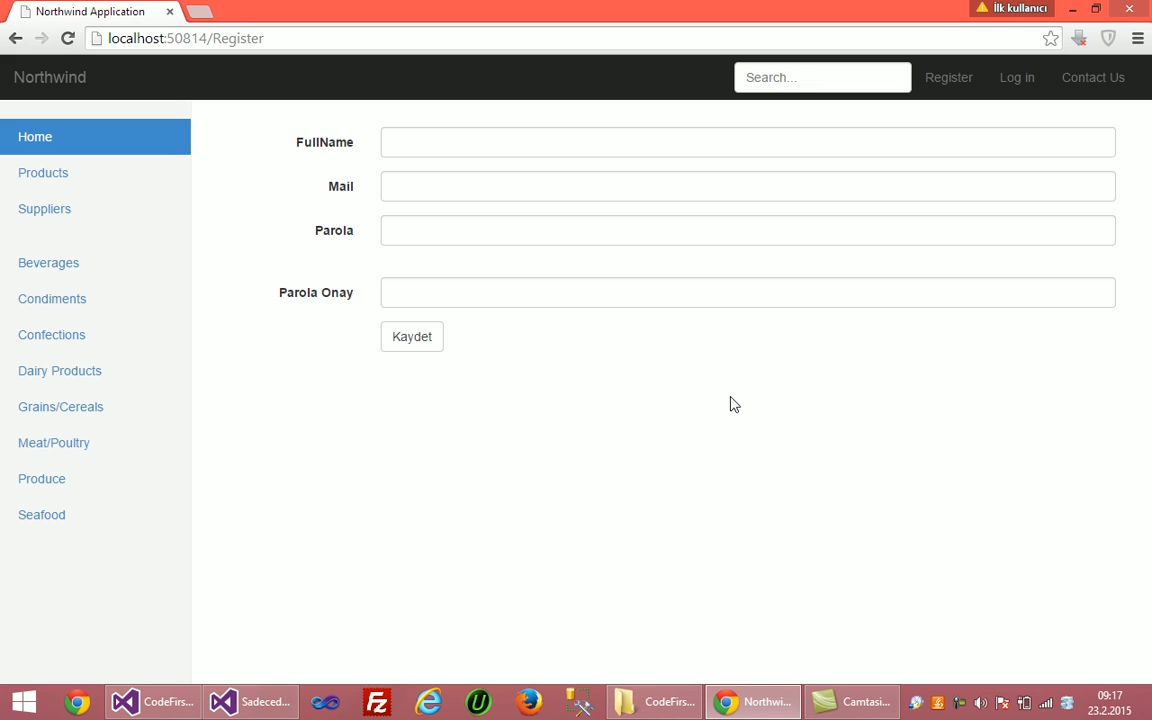 Northwind Application
İlk kullanıcı
localhost:50814/Register
Northwind
Search...
Register
Log in
Contact Us
Home
Products
Suppliers
Beverages
Condiments
Confections
Dairy Products
Grains/Cereals
Meat/Poultry
Produce
Seafood
FullName
Mail
Parola
Parola Onay
Kaydet
CodeFirs...
Sadeced...
CodeFirs...
Northwi...
Camtasi...
09:17
23.2.2015